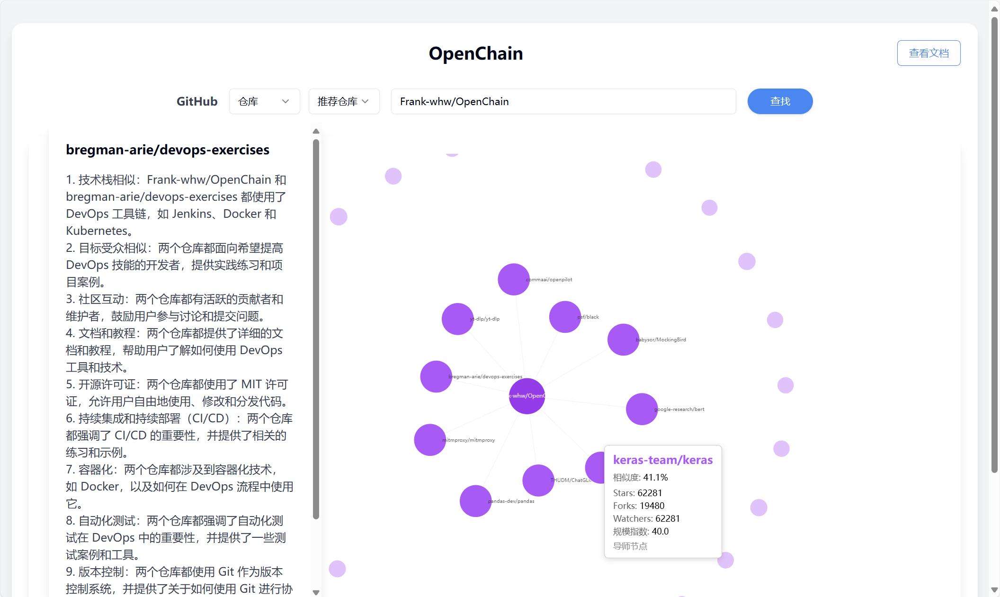 OpenChain
查看文档
GitHub
仓库
推荐仓库
Frank-whw/OpenChain
查找
bregman-arie/devops-exercises
1. 技术栈相似：Frank-whw/OpenChain 和
bregman-arie/devops-exercises 都使用了
DevOps 工具链，如 Jenkins、Docker 和
Kubernetes。
2. 目标受众相似：两个仓库都面向希望提高
DevOps 技能的开发者，提供实践练习和项
目案例。
3. 社区互动：两个仓库都有活跃的贡献者和
维护者，鼓励用户参与讨论和提交问题。
4. 文档和教程：两个仓库都提供了详细的文
档和教程，帮助用户了解如何使用 DevOps
工具和技术。
5. 开源许可证：两个仓库都使用了 MIT 许可
证，允许用户自由地使用、修改和分发代码。
6. 持续集成和持续部署（CI/CD）：两个仓库
都强调了 CI/CD 的重要性，并提供了相关的
练习和示例。
7. 容器化：两个仓库都涉及到容器化技术，
如 Docker，以及如何在 DevOps 流程中使用
它。
8. 自动化测试：两个仓库都强调了自动化测
试在 DevOps 中的重要性，并提供了一些测
试案例和工具。
9. 版本控制：两个仓库都使用 Git 作为版本
控制系统，并提供了关于如何使用 Git 进行协
commaai/openpilot
yt-dlp/yt-dlp
psf/black
babysor/MockingBird
bregman-arie/devops-exercises
k-whw/OpenC
google-research/bert
mitmproxy/mitmproxy
THUDM/ChatGL
pandas-dev/pandas
keras-team/keras
相似度: 41.1%
Stars: 62281
Forks: 19480
Watchers: 62281
规模指数: 40.0
导师节点